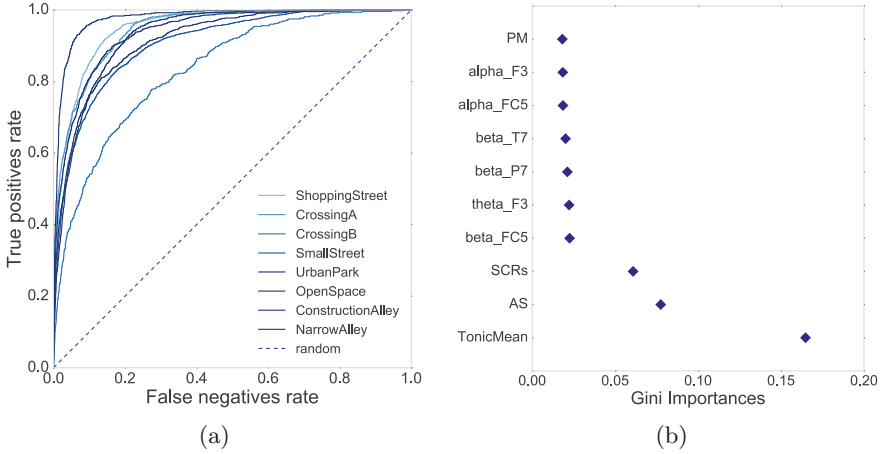 1.0
0.8
0.6
0.4
0.2
0.0
True positives rate
ShoppingStreet
CrossingA
CrossingB
SmallStreet
UrbanPark
OpenSpace
ConstructionAlley
NarrowAlley
random
0.0 0.2 0.4 0.6 0.8 1.0
False negatives rate
(a)
PM
alpha_F3
alpha_FC5
beta_T7
beta_P7
theta_F3
beta_FC5
SCRs
AS
TonicMean
0.00 0.05 0.10 0.15 0.20
Gini Importances
(b)